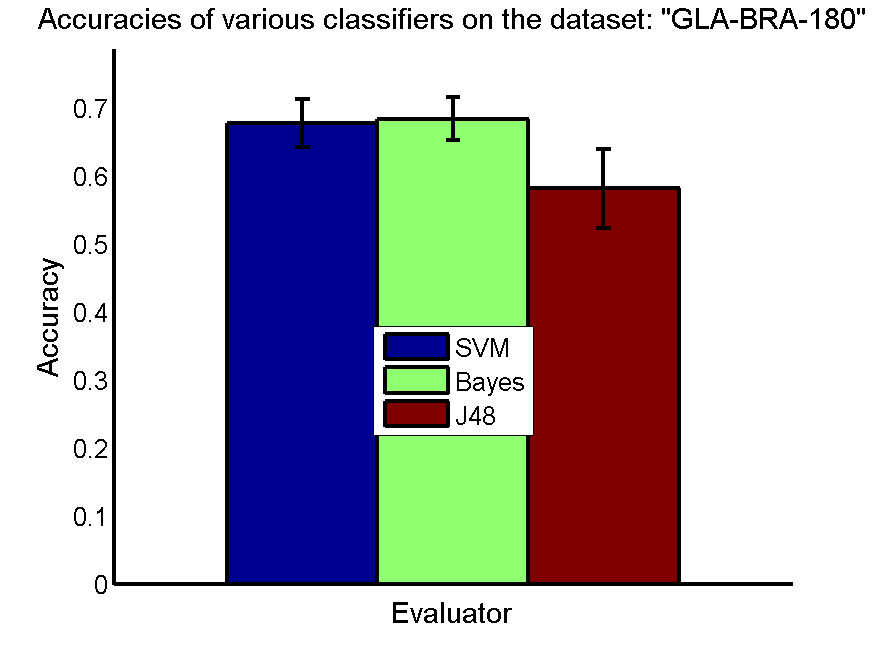 Accuracies of various classifiers on the dataset: "GLA-BRA-180"
0.7
0.6
0.5
0.4
0.3
0.2
0.1
0
Accuracy
SVM
Bayes
J48
Evaluator